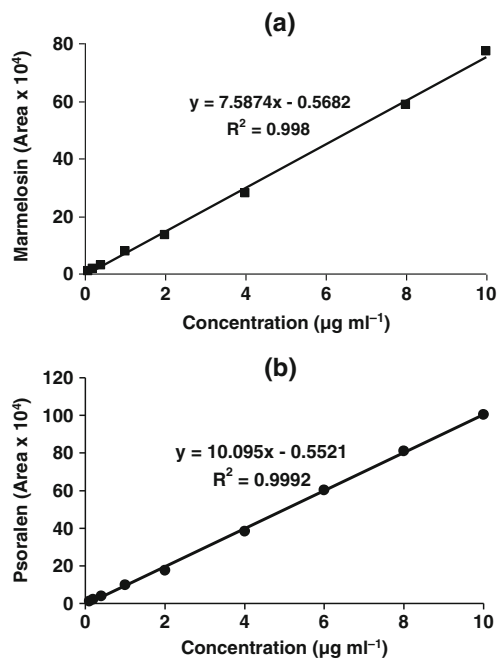 (a)
80
60
40
20
0
Marmelosin (Area x 10⁴)
y = 7.5874x - 0.5682
R² = 0.998
0 2 4 6 8 10
Concentration (µg ml⁻¹)
(b)
120
100
80
60
40
20
0
Psoralen (Area x 10⁴)
y = 10.095x - 0.5521
R² = 0.9992
0 2 4 6 8 10
Concentration (µg ml⁻¹)